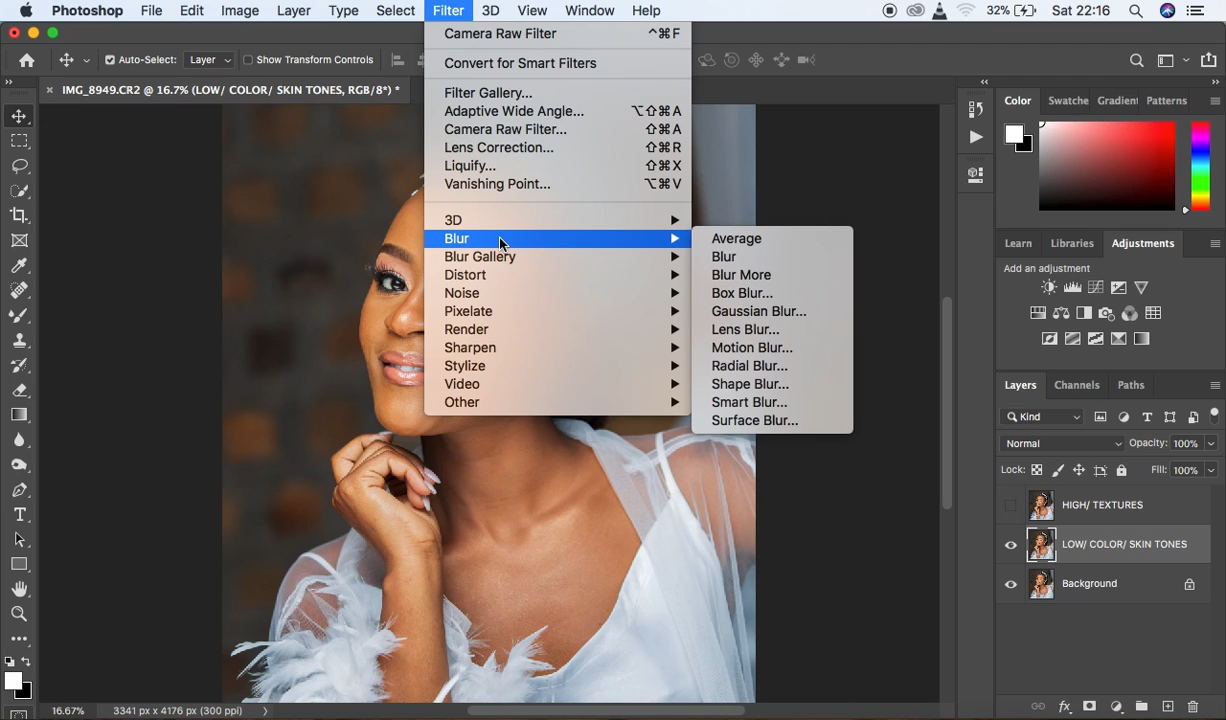 Photoshop File Edit Image Layer Type Select Filter 3D View Window Help 32% Sat 22:16
Auto-Select: Layer Show Transform Controls
IMG_8949.CR2 @ 16.7% (LOW/ COLOR/ SKIN TONES, RGB/8*) *
Camera Raw Filter ^⌘F
Convert for Smart Filters
Filter Gallery...
Adaptive Wide Angle... ⌥⇧⌘A
Camera Raw Filter... ⇧⌘A
Lens Correction... ⇧⌘R
Liquify... ⇧⌘X
Vanishing Point... ⌥⌘V
3D
Blur
Blur Gallery
Distort
Noise
Pixelate
Render
Sharpen
Stylize
Video
Other
Average
Blur
Blur More
Box Blur...
Gaussian Blur...
Lens Blur...
Motion Blur...
Radial Blur...
Shape Blur...
Smart Blur...
Surface Blur...
Color Swatche Gradien Patterns
Learn Libraries Adjustments
Add an adjustment
Layers Channels Paths
Kind
Normal Opacity: 100%
Lock: Fill: 100%
HIGH/ TEXTURES
LOW/ COLOR/ SKIN TONES
Background
16.67% 3341 px x 4176 px (300 ppi)